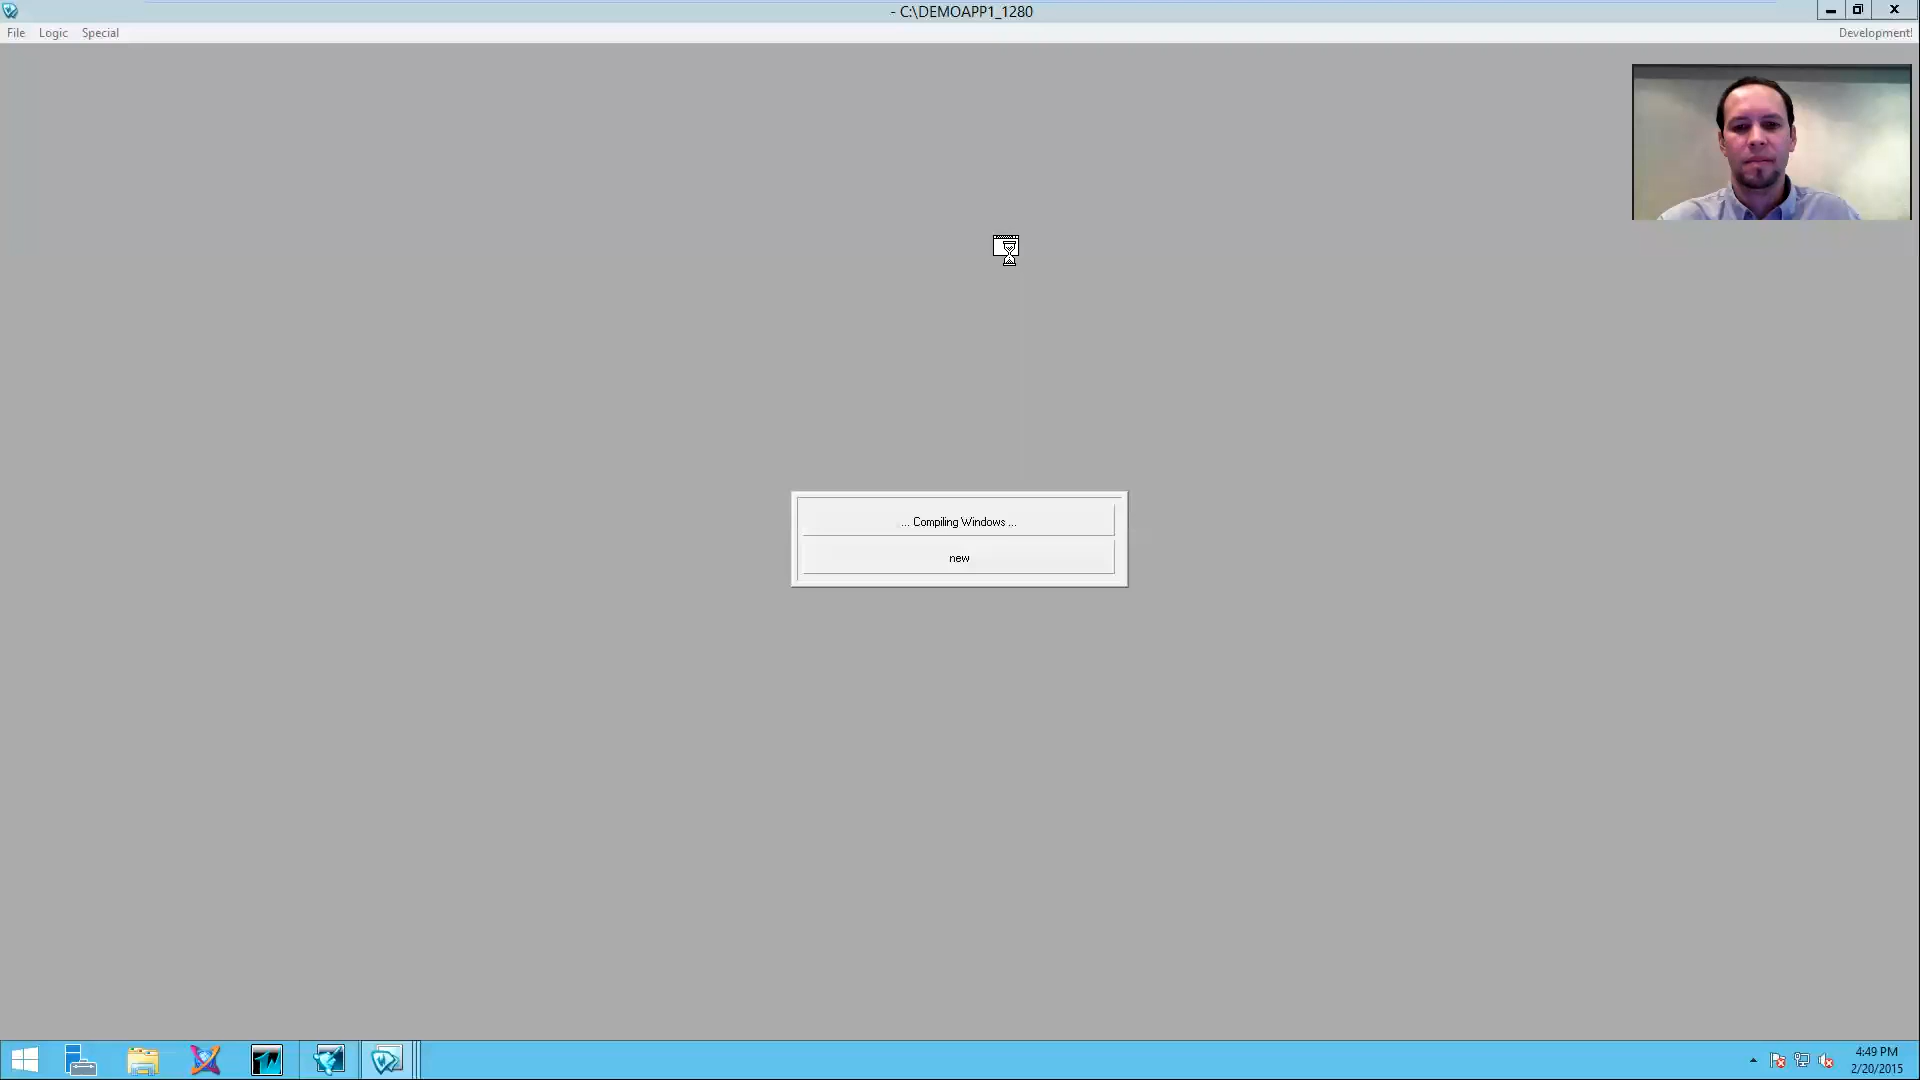 - C:\DEMOAPP1_1280
File Logic Special Development!
... Compiling Windows ...
new
4:49 PM
2/20/2015